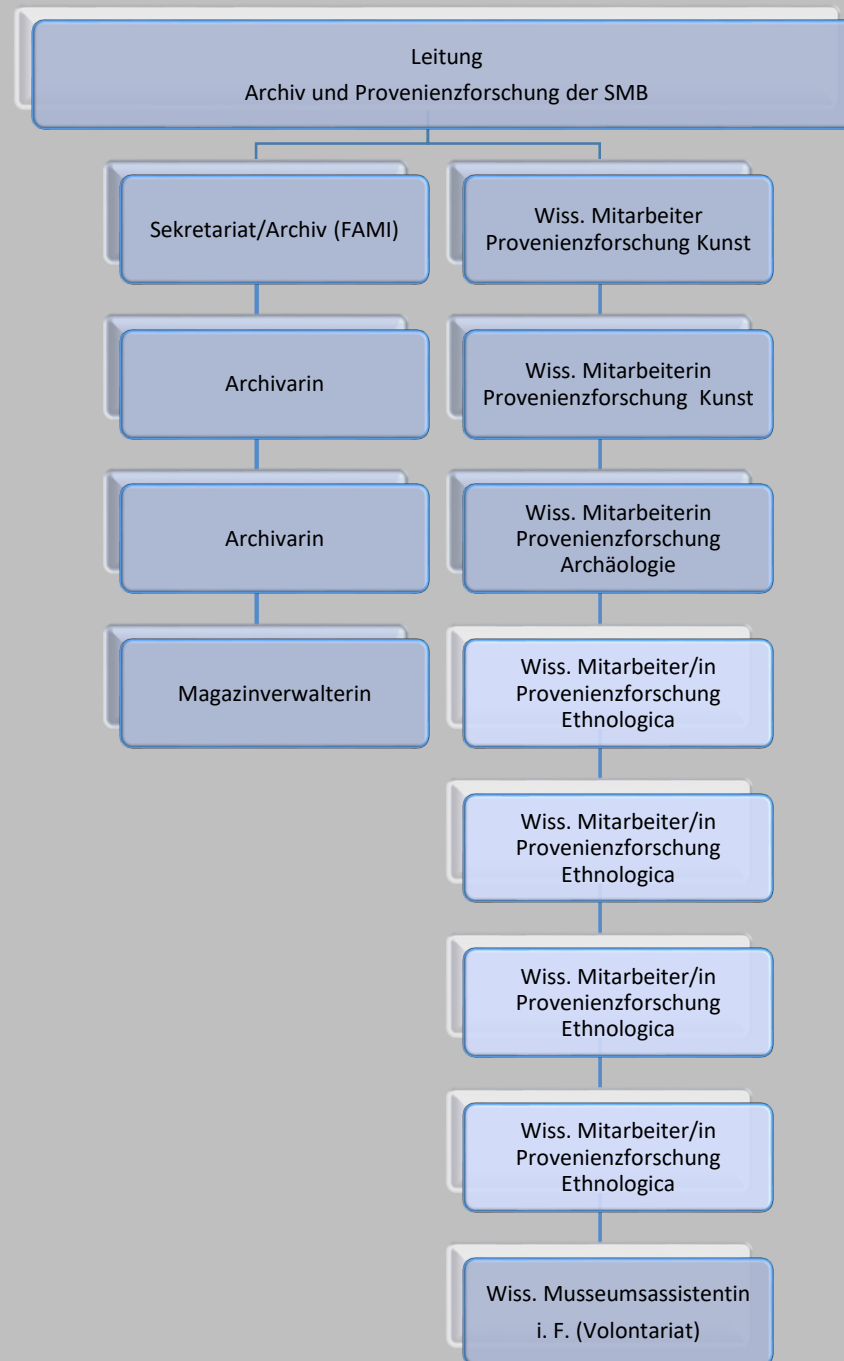 Leitung
Archiv und Provenienzforschung der SMB
Sekretariat/Archiv (FAMI)
Archivarin
Archivarin
Magazinverwalterin
Wiss. Mitarbeiter
Provenienzforschung Kunst
Wiss. Mitarbeiterin
Provenienzforschung Kunst
Wiss. Mitarbeiterin
Provenienzforschung
Archäologie
Wiss. Mitarbeiter/in
Provenienzforschung
Ethnologica
Wiss. Mitarbeiter/in
Provenienzforschung
Ethnologica
Wiss. Mitarbeiter/in
Provenienzforschung
Ethnologica
Wiss. Mitarbeiter/in
Provenienzforschung
Ethnologica
Wiss. Musseumsassistentin
i. F. (Volontariat)